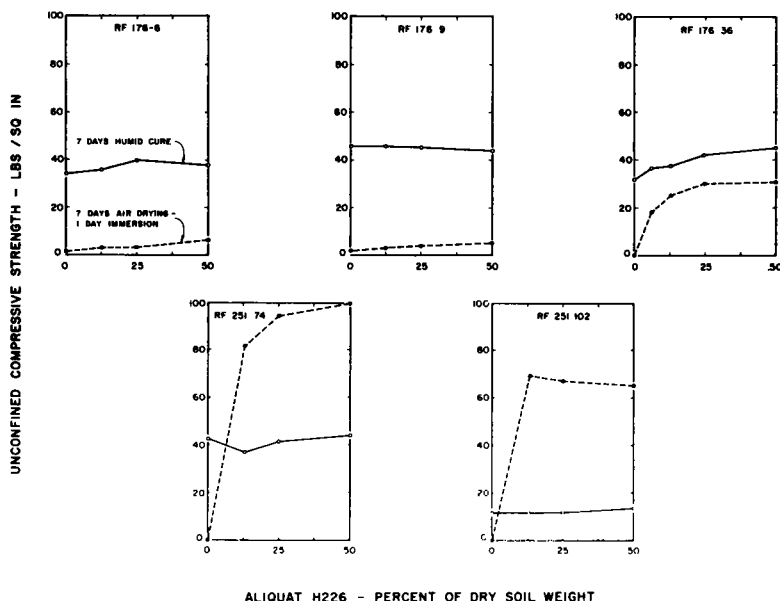 UNCONFINED COMPRESSIVE STRENGTH - LBS / SQ IN
RF 176-6
100
80
60
40
20
0
7 DAYS HUMID CURE
7 DAYS AIR DRYING-
1 DAY IMMERSION
0 25 50
RF 176 9
100
80
60
40
20
0
0 25 50
RF 176 36
100
80
60
40
20
0
0 25 50
RF 251 74
100
80
60
40
20
0
0 25 50
RF 251 102
100
80
60
40
20
0
0 25 50
ALIQUAT H226 - PERCENT OF DRY SOIL WEIGHT